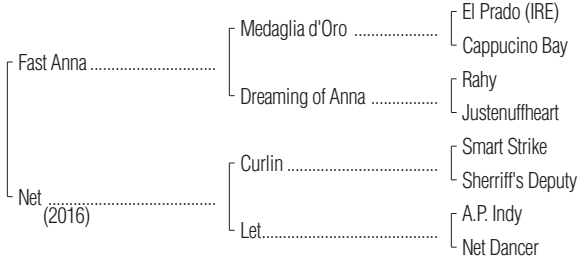 El Prado (IRE)
Medaglia d'Oro ....................
Cappucino Bay
Fast Anna ..............................
Rahy
Dreaming of Anna ................
Justenuffheart
Smart Strike
Curlin ....................................
Sherriff's Deputy
Net ........................................
(2016)
A.P. Indy
Let..........................................
Net Dancer